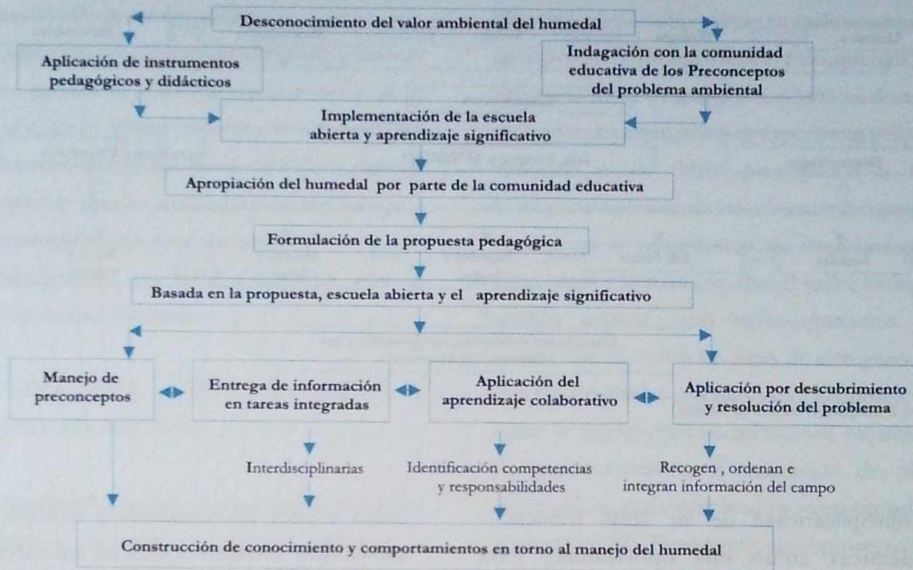 Desconocimiento del valor ambiental del humedal
Aplicación de instrumentos
pedagógicos y didácticos
Indagación con la comunidad
educativa de los Preconceptos
del problema ambiental
Implementación de la escuela
abierta y aprendizaje significativo
Apropiación del humedal por parte de la comunidad educativa
Formulación de la propuesta pedagógica
Basada en la propuesta, escuela abierta y el aprendizaje significativo
Manejo de
preconceptos
Entrega de información
en tareas integradas
Aplicación del
aprendizaje colaborativo
Aplicación por descubrimiento
y resolución del problema
Interdisciplinarias
Identificación competencias
y responsabilidades
Recogen , ordenan e
integran información del campo
Construcción de conocimiento y comportamientos en torno al manejo del humedal